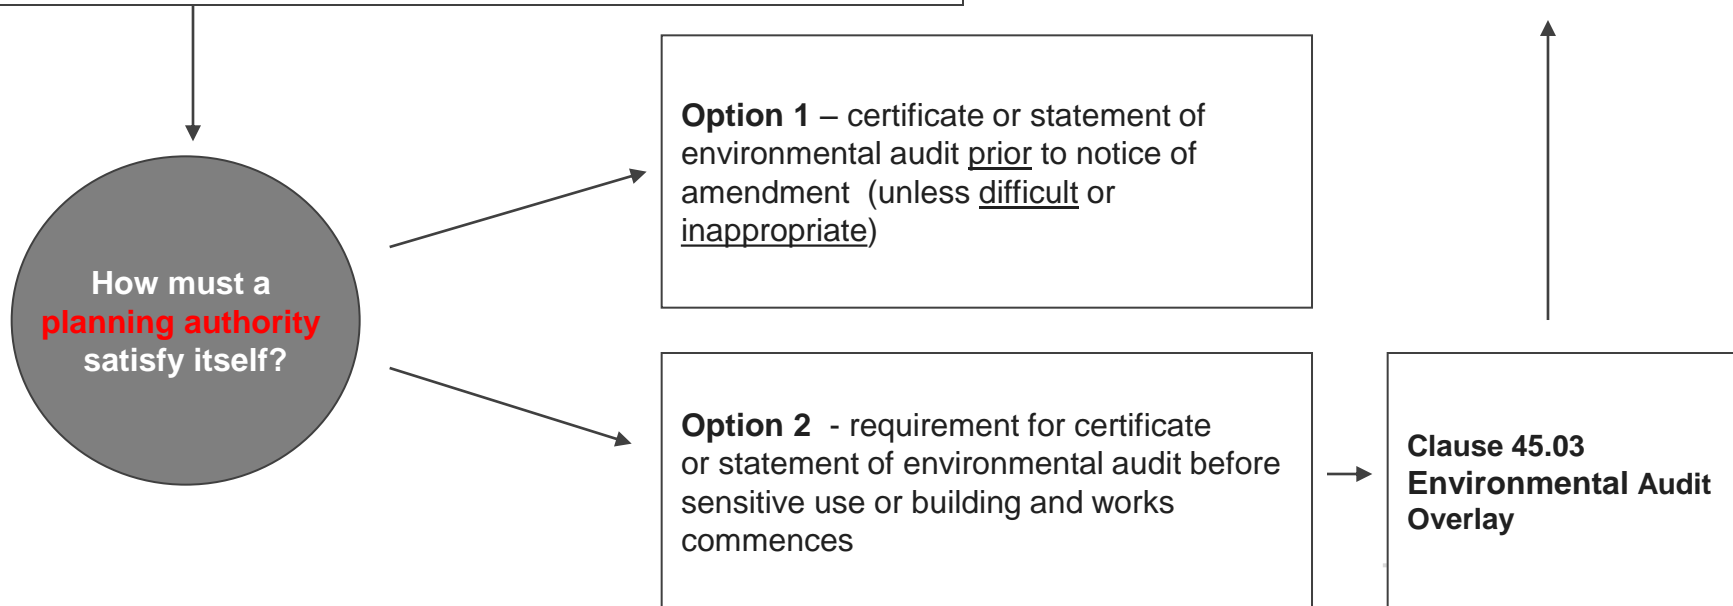 Option 1 – certificate or statement of
environmental audit prior to notice of
amendment (unless difficult or
inappropriate)
How must a
planning authority
satisfy itself?
Option 2 - requirement for certificate
or statement of environmental audit before
sensitive use or building and works
commences
Clause 45.03
Environmental Audit
Overlay